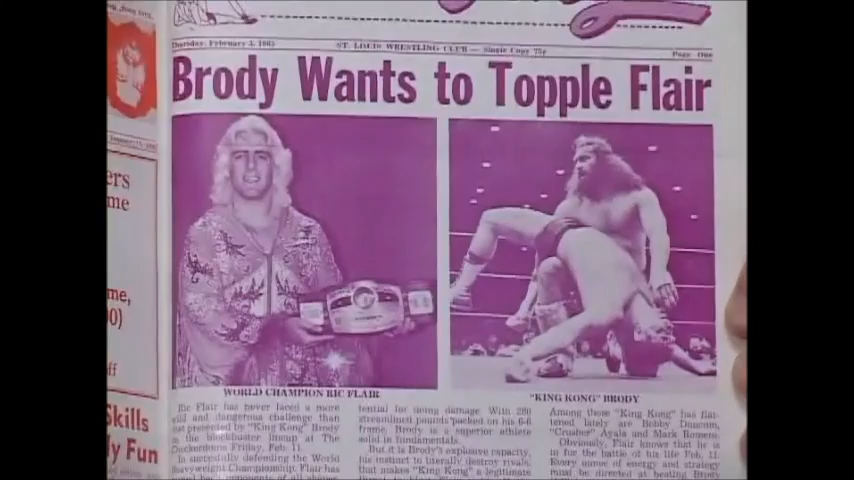 Thursday, February 3, 1983
ST. LOUIS WRESTLING CLUB — Single Copy 75¢
Page One
Brody Wants to Topple Flair
WORLD CHAMPION RIC FLAIR
"KING KONG" BRODY
Ric Flair has never faced a more
wild and dangerous challenge than
that presented by "King Kong" Brody
in the blockbuster lineup at The
Checkerdome Friday, Feb. 11.
In successfully defending the World
Heavyweight Championship, Flair has
tential for doing damage. With 280
streamlined pounds packed on his 6-6
frame, Brody is a superior athlete
solid in fundamentals.
But it is Brody's explosive capacity,
his instinct to literally destroy rivals,
that makes "King Kong" a legitimate
Among those "King Kong" has flat-
tened lately are Bobby Duncum,
"Crusher" Ayala and Mark Romero.
Obviously, Flair knows that he is
in for the battle of his life Feb. 11.
Every ounce of energy and strategy
must be directed at beating Brody
ers
me
me,
00)
ff
Skills
ly Fun